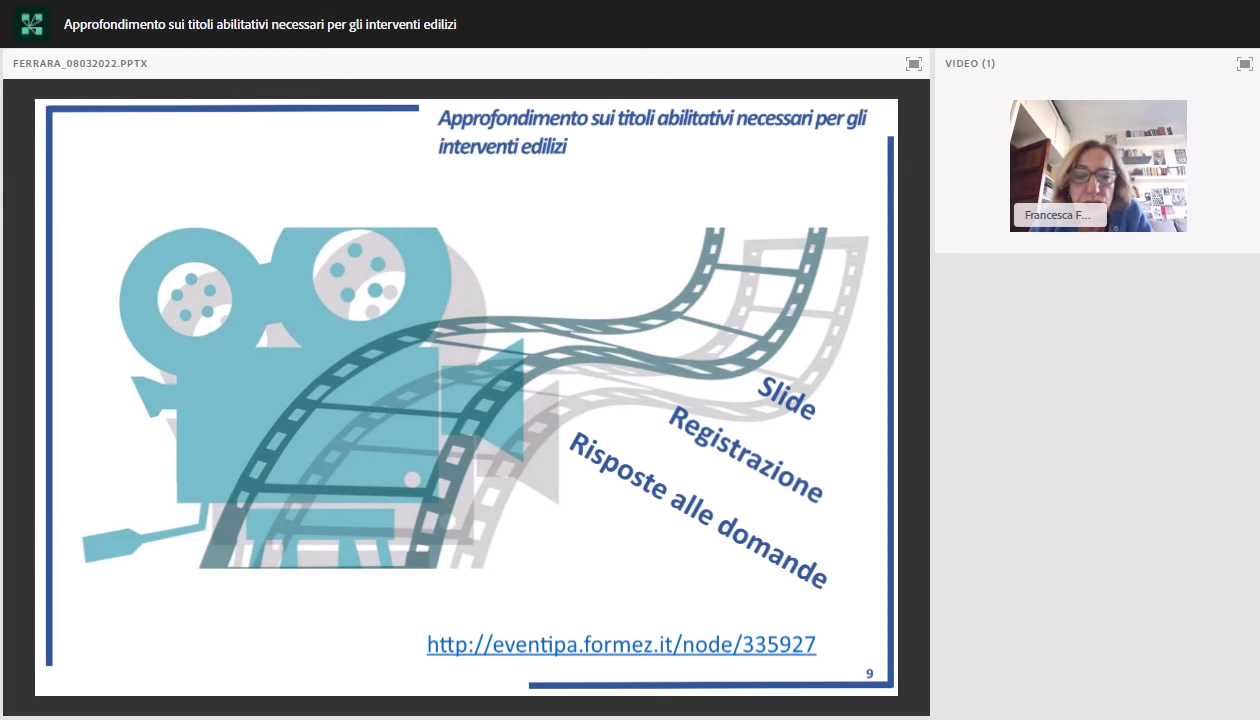 Approfondimento sui titoli abilitativi necessari per gli interventi edilizi
FERRARA_08032022.PPTX
VIDEO (1)
Approfondimento sui titoli abilitativi necessari per gli
interventi edilizi
Slide
Registrazione
Risposte alle domande
http://eventipa.formez.it/node/335927
9
Francesca F...